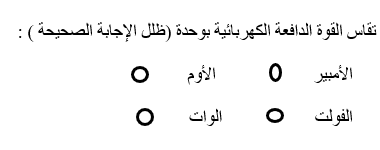 تقاس القوة الدافعة الكهربائية بوحدة (ظلل الإجابة الصحيحة ) :
الأمبير الأوم
الفولت الوات